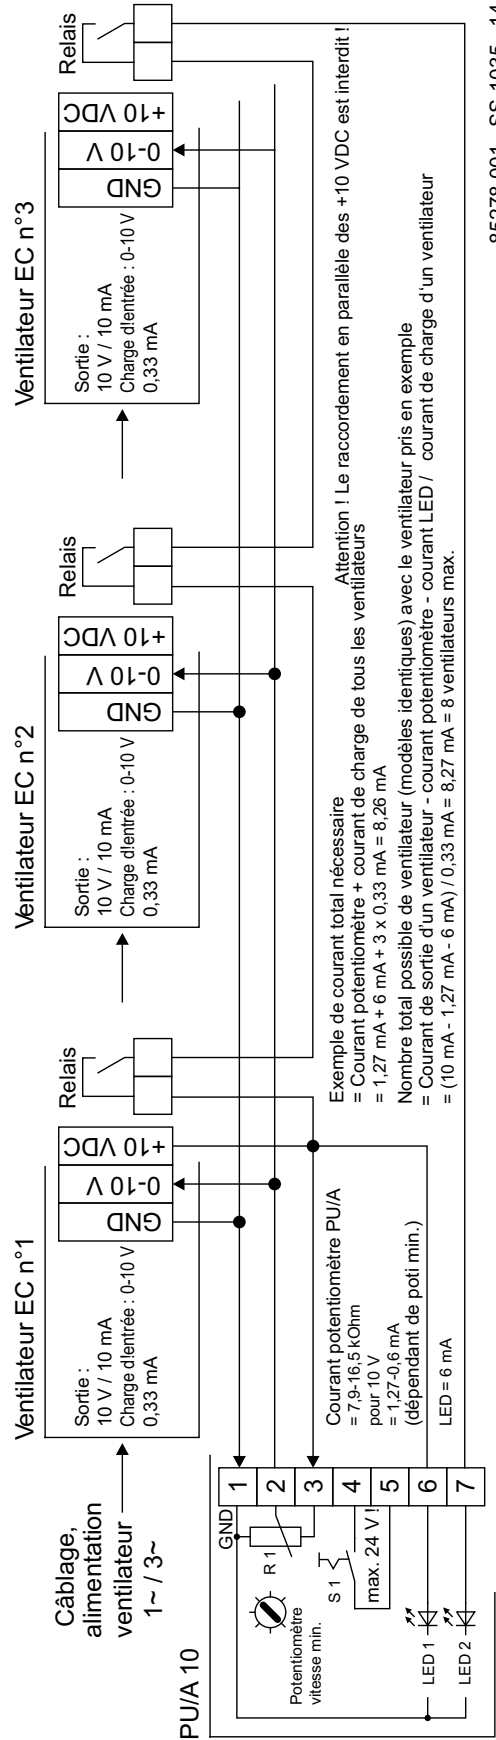 Câblage,
alimentation
ventilateur
1~ / 3~
Ventilateur EC n°1
Sortie :
10 V / 10 mA
Charge d'entrée : 0-10 V
0,33 mA
GND
0-10 V
+10 VDC
Relais
Ventilateur EC n°2
Sortie :
10 V / 10 mA
Charge d'entrée : 0-10 V
0,33 mA
GND
0-10 V
+10 VDC
Relais
Ventilateur EC n°3
Sortie :
10 V / 10 mA
Charge d'entrée : 0-10 V
0,33 mA
GND
0-10 V
+10 VDC
Relais
PU/A 10
GND
1
2
3
4
5
6
7
R 1
Potentiomètre
vitesse min.
S 1
max. 24 V !
LED 1
LED 2
Courant potentiomètre PU/A
= 7,9-16,5 kOhm
pour 10 V
= 1,27-0,6 mA
(dépendant de poti min.)
LED = 6 mA
Attention ! Le raccordement en parallèle des +10 VDC est interdit !
Exemple de courant total nécessaire
= Courant potentiomètre + courant de charge de tous les ventilateurs
= 1,27 mA + 6 mA + 3 x 0,33 mA = 8,26 mA
Nombre total possible de ventilateur (modèles identiques) avec le ventilateur pris en exemple
= Courant de sortie d'un ventilateur - courant potentiomètre - courant LED / courant de charge d'un ventilateur
= (10 mA - 1,27 mA - 6 mA) / 0,33 mA = 8,27 mA = 8 ventilateurs max.